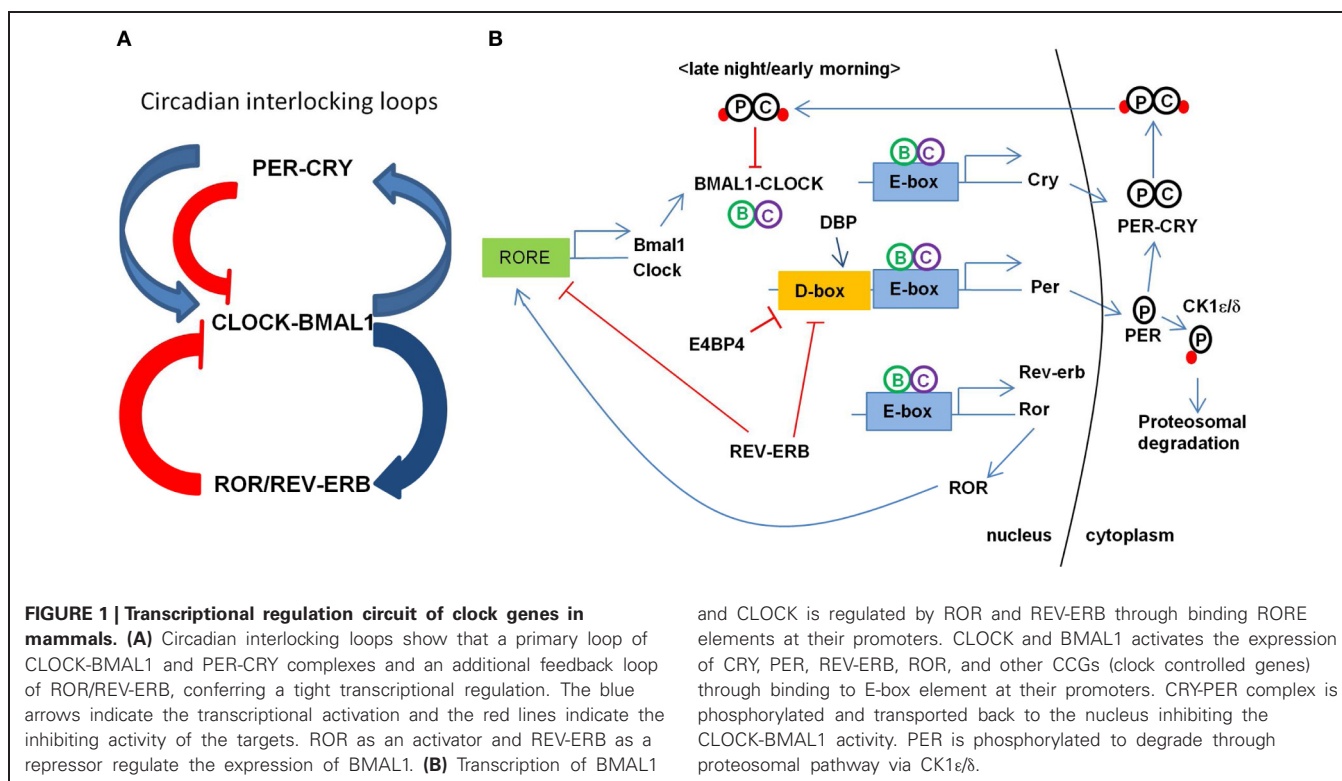 A
Circadian interlocking loops
PER-CRY
CLOCK-BMAL1
ROR/REV-ERB
B
<late night/early morning>
P C
P C
BMAL1-CLOCK
B C
B C
E-box
Cry
P C
PER-CRY
RORE
Bmal1
Clock
DBP
D-box
B C
E-box
Per
P
PER
CK1ε/δ
P
E4BP4
Proteosomal
degradation
B C
E-box
Rev-erb
Ror
REV-ERB
ROR
nucleus
cytoplasm
FIGURE 1 | Transcriptional regulation circuit of clock genes in
mammals. (A) Circadian interlocking loops show that a primary loop of
CLOCK-BMAL1 and PER-CRY complexes and an additional feedback loop
of ROR/REV-ERB, conferring a tight transcriptional regulation. The blue
arrows indicate the transcriptional activation and the red lines indicate the
inhibiting activity of the targets. ROR as an activator and REV-ERB as a
repressor regulate the expression of BMAL1. (B) Transcription of BMAL1
and CLOCK is regulated by ROR and REV-ERB through binding RORE
elements at their promoters. CLOCK and BMAL1 activates the expression
of CRY, PER, REV-ERB, ROR, and other CCGs (clock controlled genes)
through binding to E-box element at their promoters. CRY-PER complex is
phosphorylated and transported back to the nucleus inhibiting the
CLOCK-BMAL1 activity. PER is phosphorylated to degrade through
proteosomal pathway via CK1ε/δ.